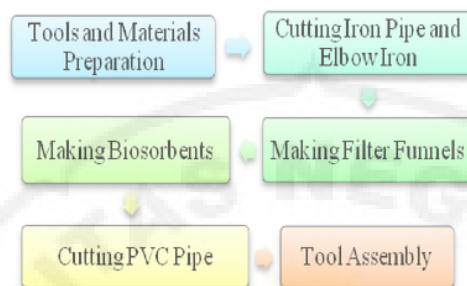 Tools and Materials
Preparation
Cutting Iron Pipe and
Elbow Iron
Making Filter Funnels
Making Biosorbents
Cutting PVC Pipe
Tool Assembly